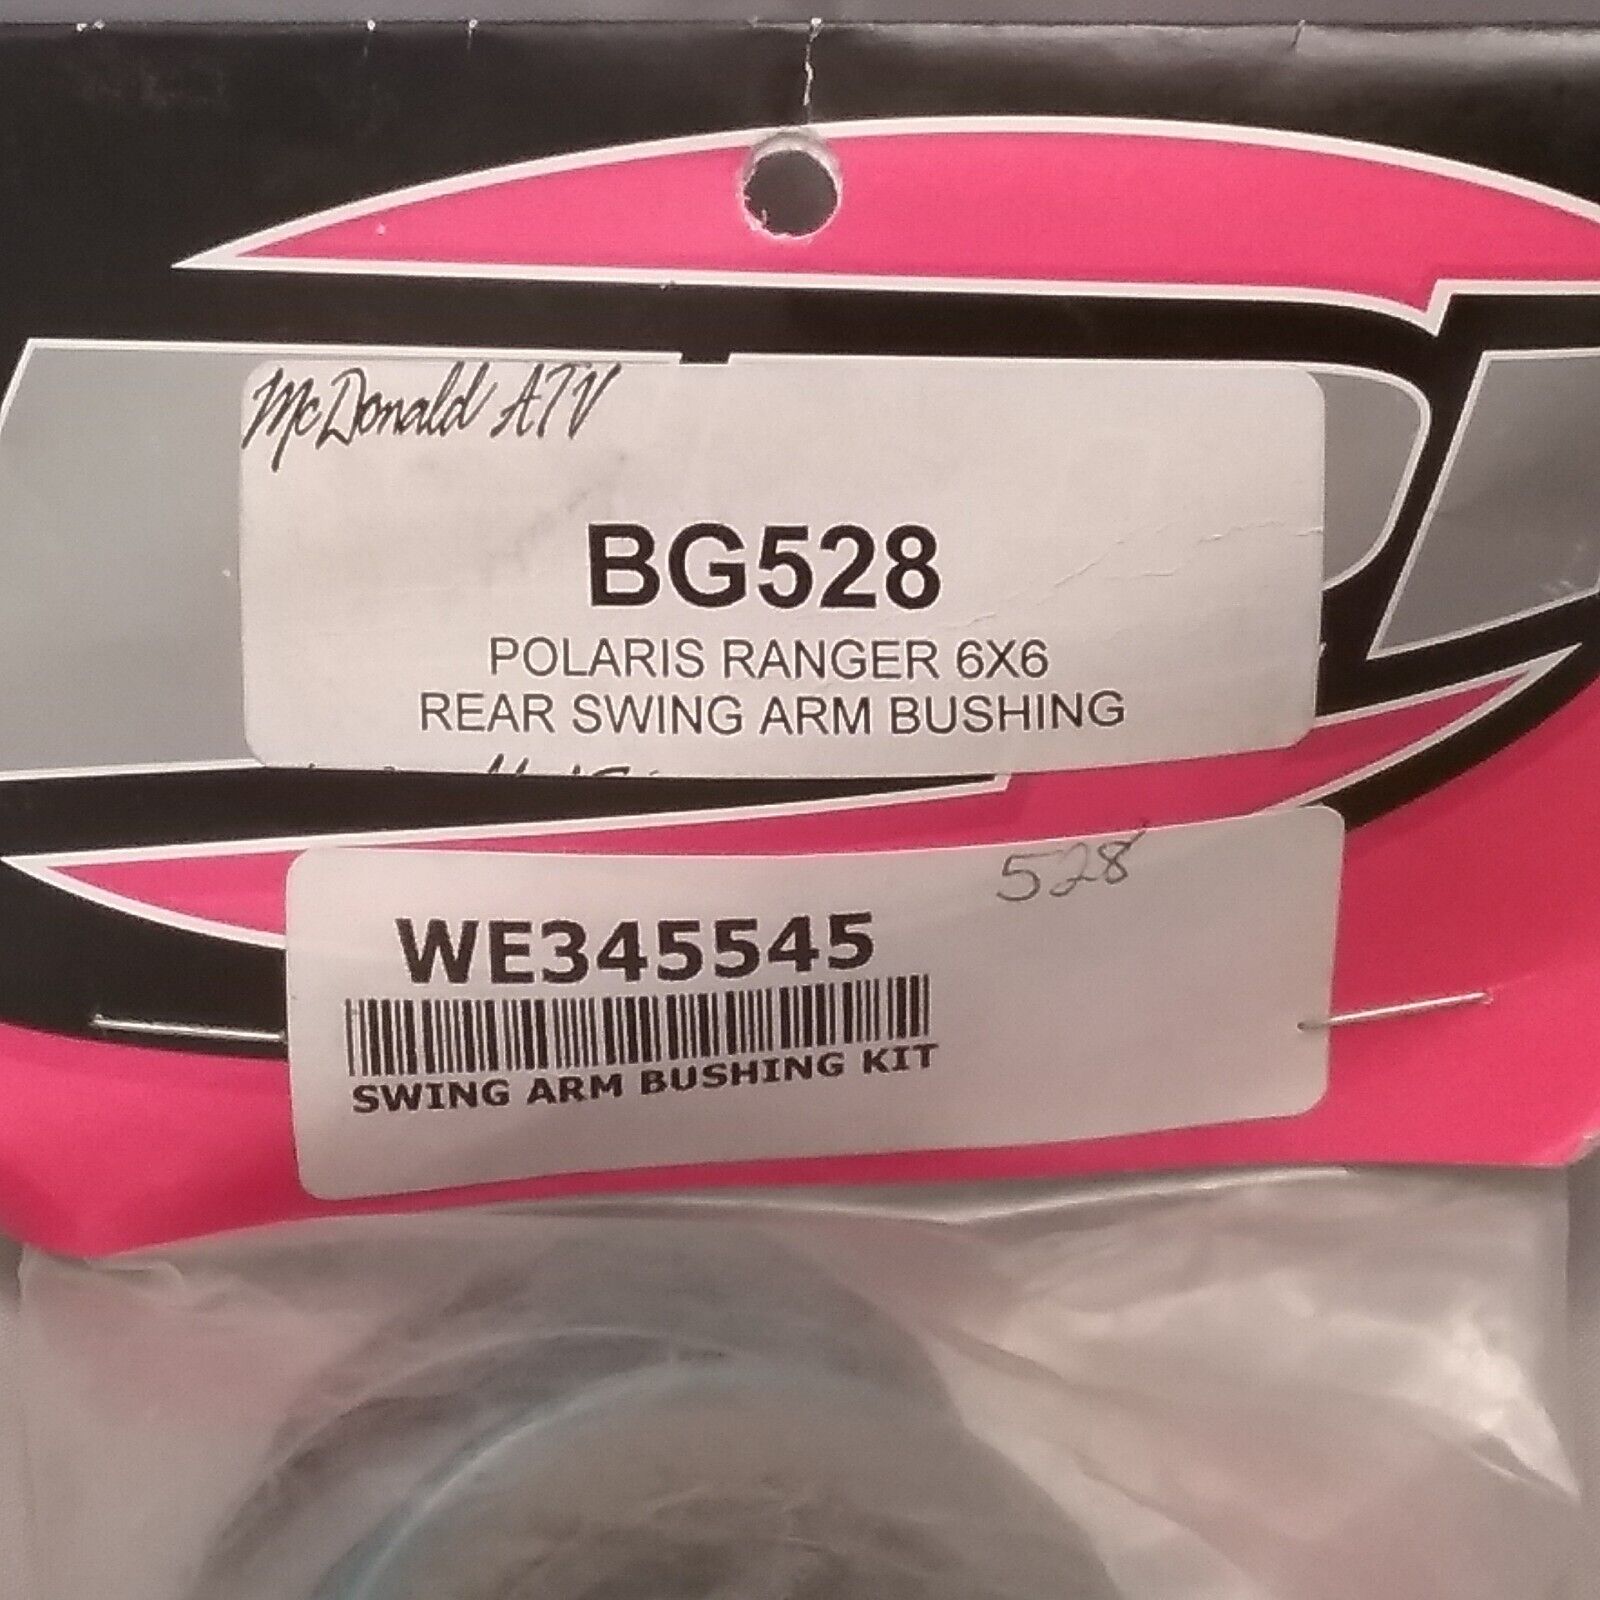 McDonald ATV
BG528
POLARIS RANGER 6X6
REAR SWING ARM BUSHING
528
WE345545
SWING ARM BUSHING KIT